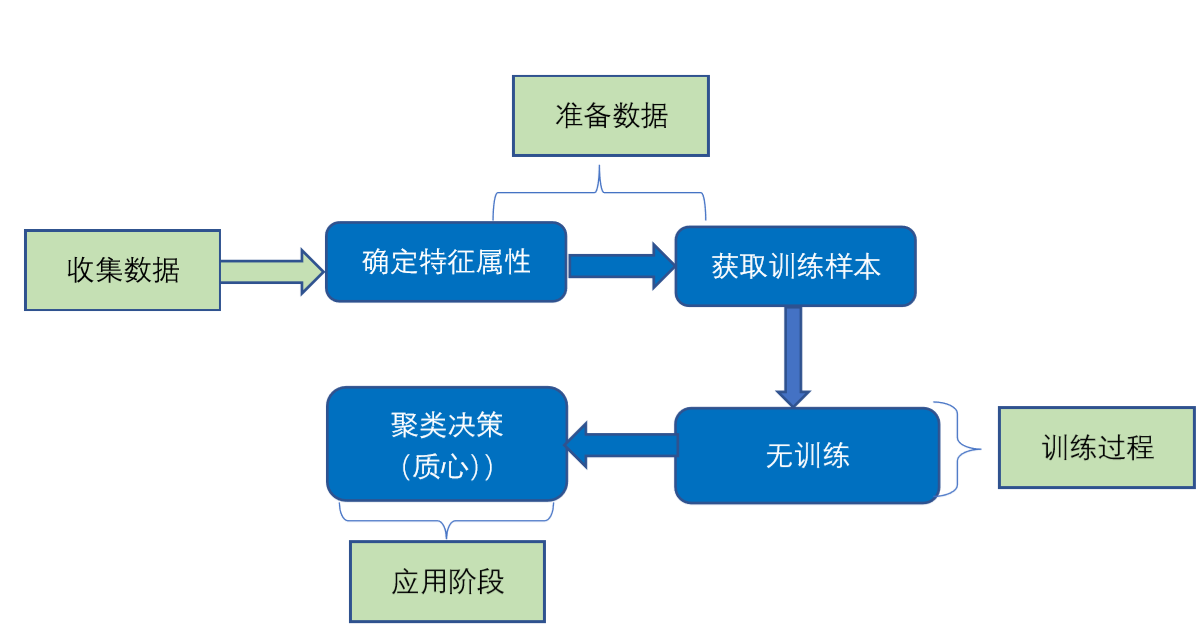 准备数据
收集数据
确定特征属性
获取训练样本
聚类决策
（质心)）
无训练
训练过程
应用阶段